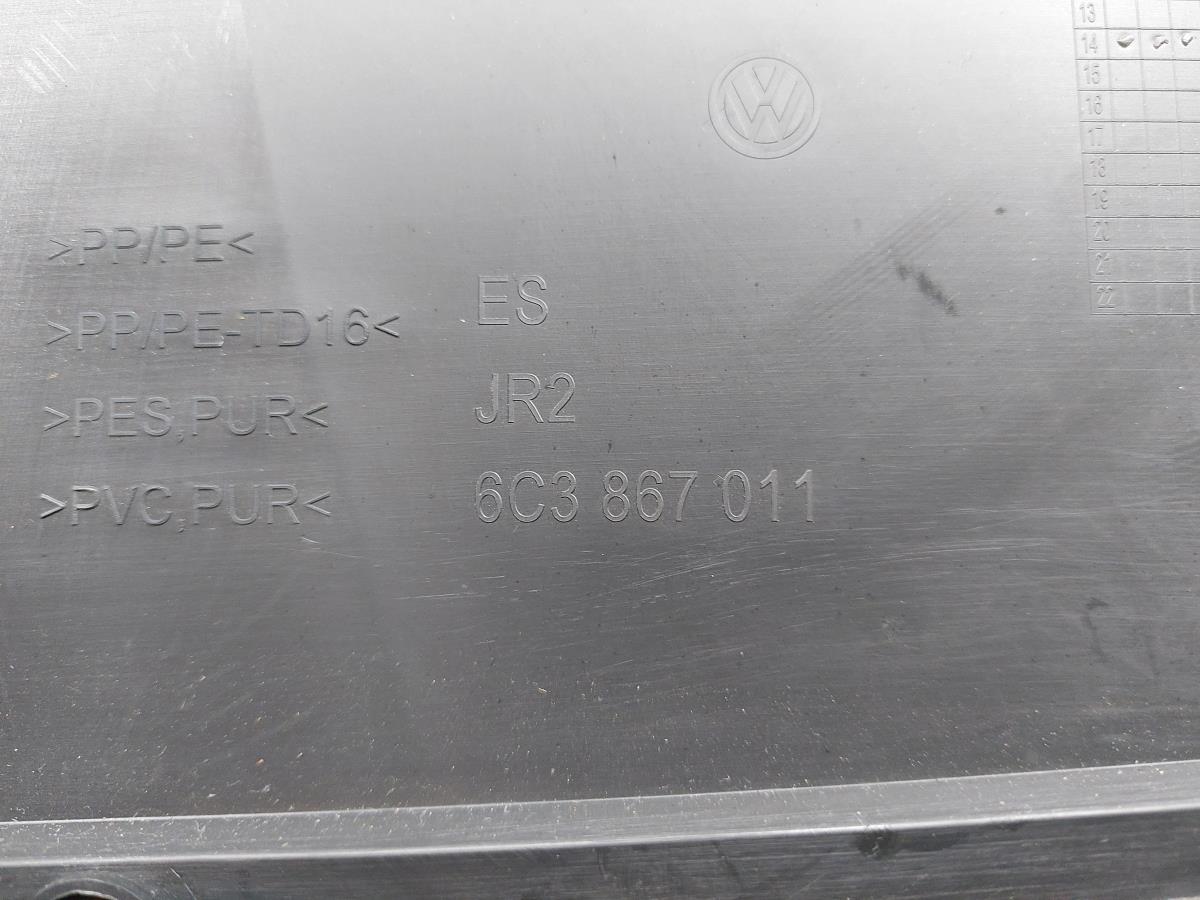 13
14
15
16
17
18
19
20
21
22
VW
>PP/PE<
>PP/PE-TD16<
>PES,PUR<
>PVC,PUR<
ES
JR2
6C3 867 011